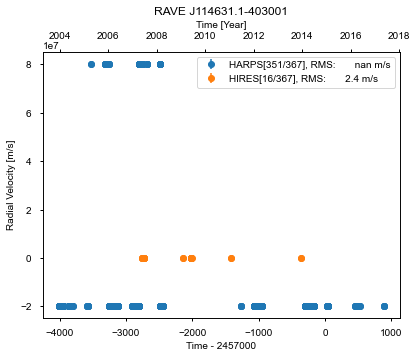 RAVE J114631.1-403001
Time [Year]
2004 2006 2008 2010 2012 2014 2016 2018
1e7
HARPS[351/367], RMS: nan m/s
HIRES[16/367], RMS: 2.4 m/s
8
6
4
2
0
−2
Radial Velocity [m/s]
−4000 −3000 −2000 −1000 0 1000
Time - 2457000